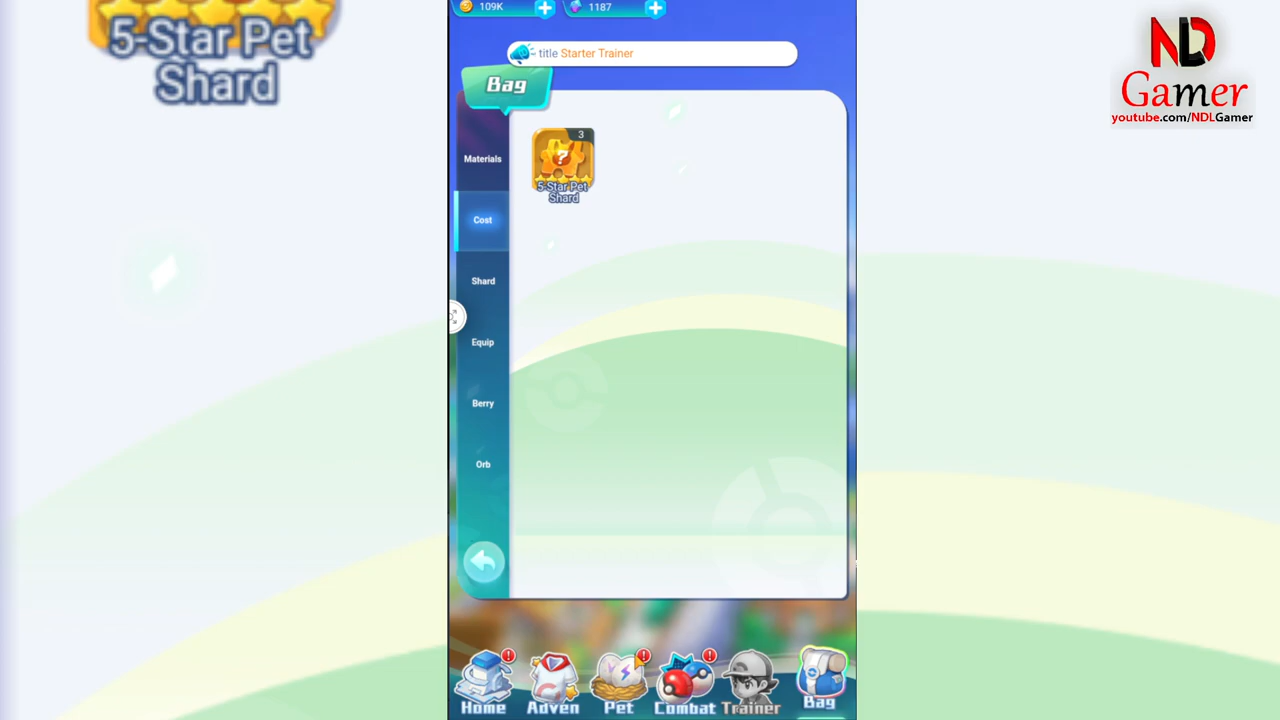 5-Star Pet
Shard
109K
1187
title Starter Trainer
Bag
Materials
Cost
Shard
Equip
Berry
Orb
3
5-Star Pet
Shard
Home
Adven
Pet
Combat
Trainer
Bag
NDL
Gamer
youtube.com/NDLGamer